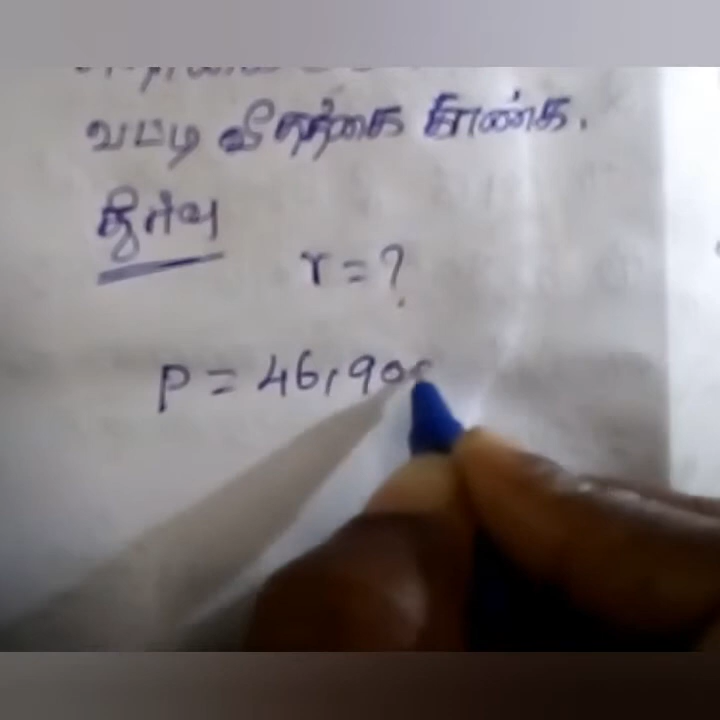 வட்டி வீதத்தை காண்க.
தீர்வு
r = ?
P = 46,900